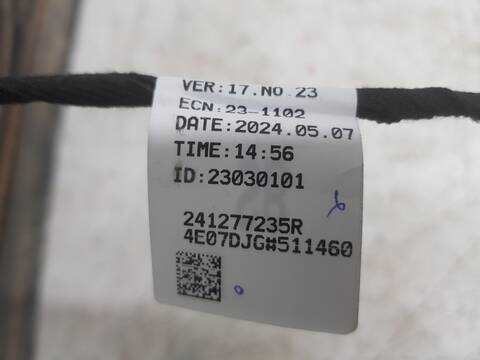 VER:17.NO.23
ECN:23-1102
DATE:2024.05.07
TIME:14:56
ID:23030101
241277235R
4E07DJG#511460